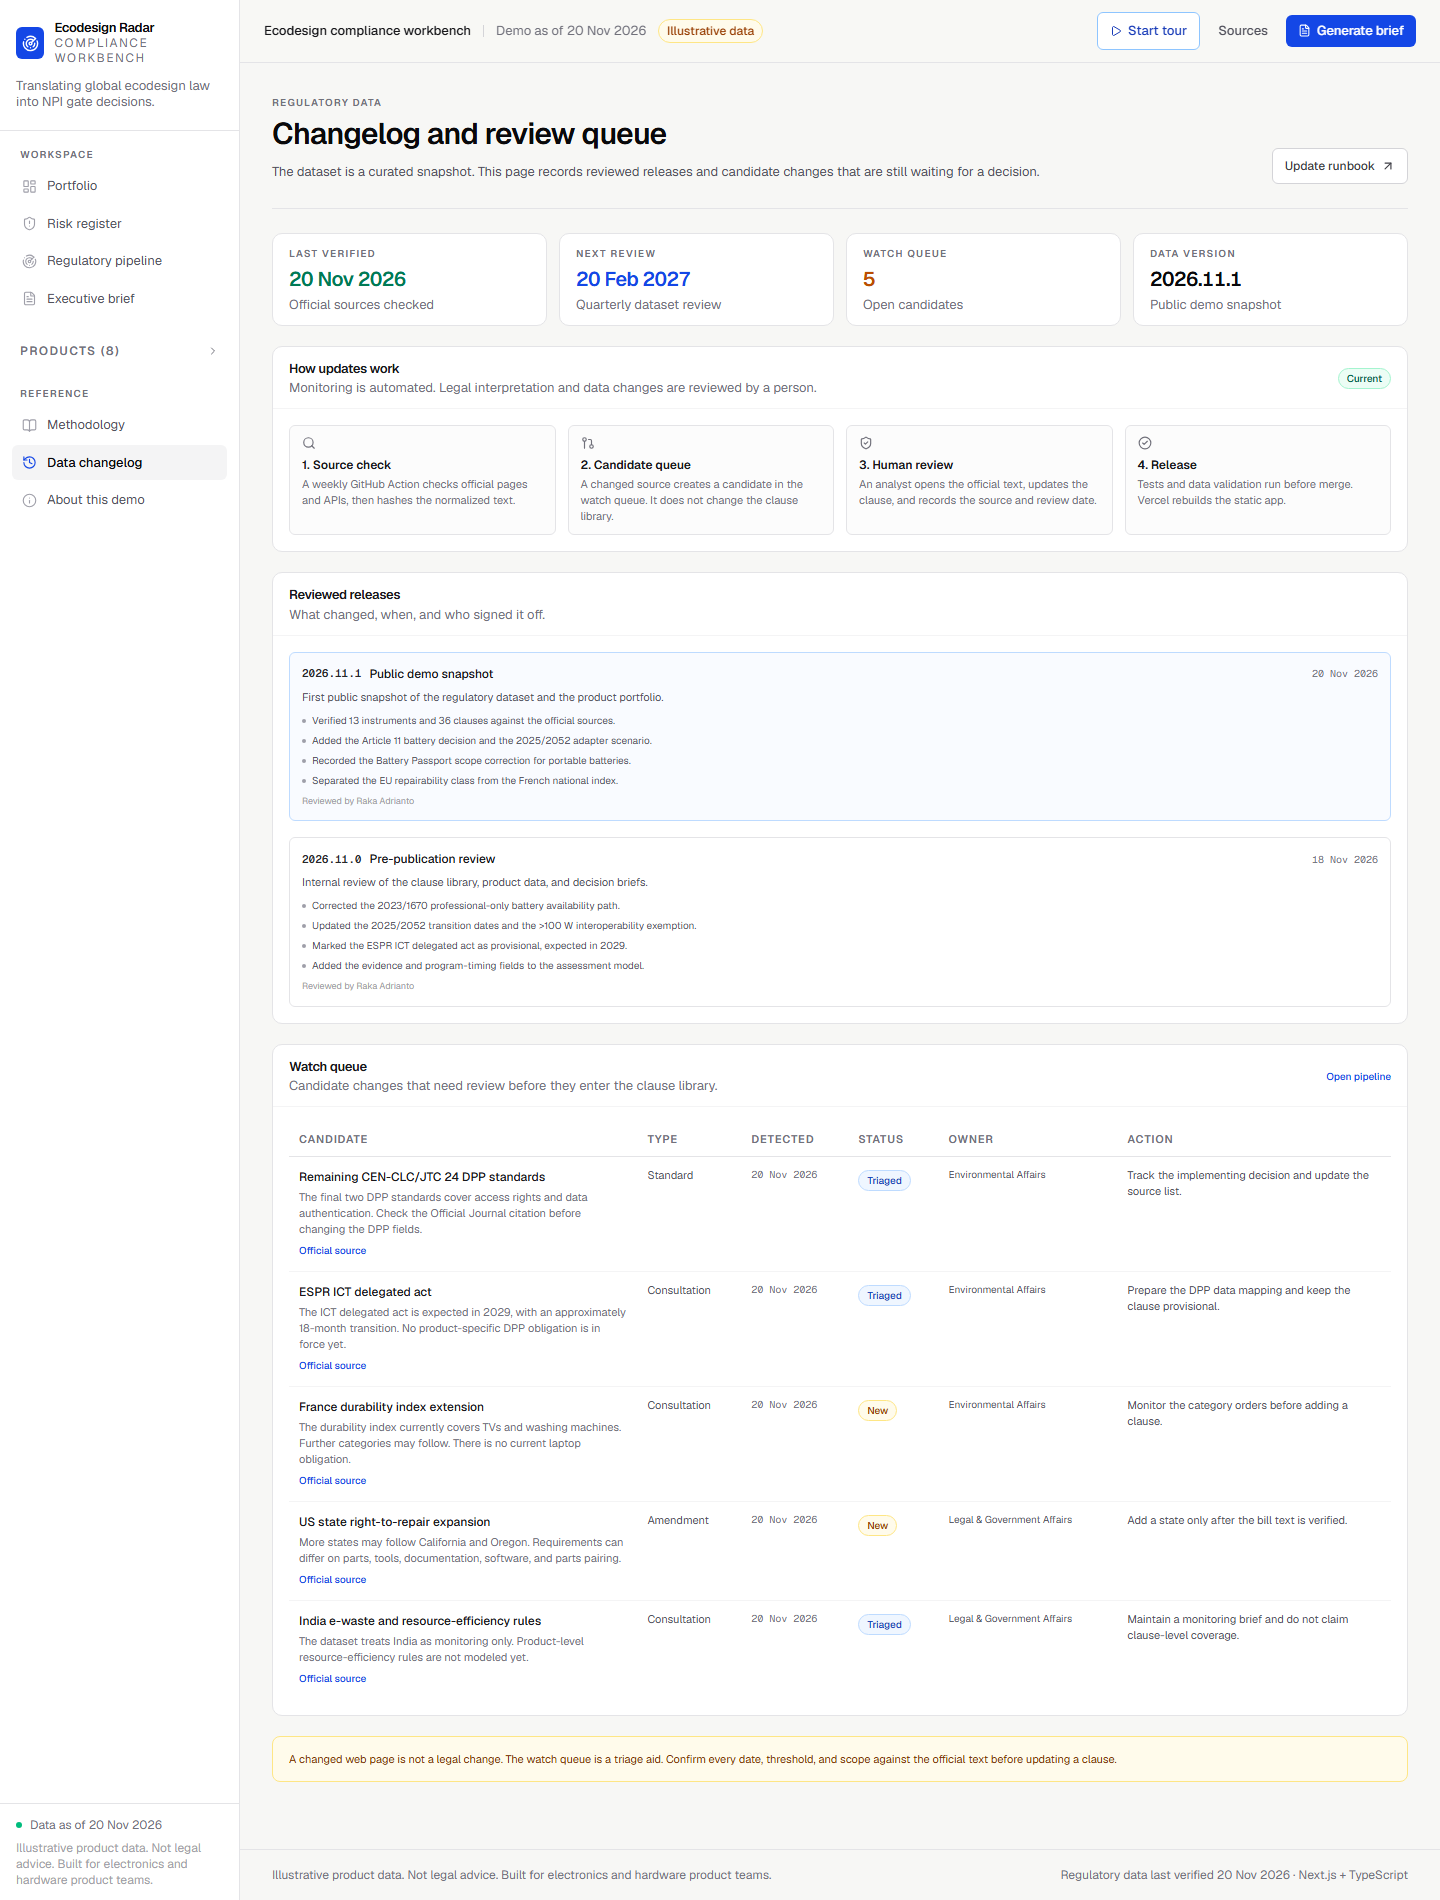 Ecodesign Radar
COMPLIANCE
WORKBENCH
Translating global ecodesign law
into NPI gate decisions.
WORKSPACE
Portfolio
Risk register
Regulatory pipeline
Executive brief
PRODUCTS (8)
REFERENCE
Methodology
Data changelog
About this demo
Data as of 20 Nov 2026
Illustrative product data. Not legal
advice. Built for electronics and
hardware product teams.
Ecodesign compliance workbench
Demo as of 20 Nov 2026
Illustrative data
Start tour
Sources
Generate brief
REGULATORY DATA
Changelog and review queue
The dataset is a curated snapshot. This page records reviewed releases and candidate changes that are still waiting for a decision.
Update runbook
LAST VERIFIED
20 Nov 2026
Official sources checked
NEXT REVIEW
20 Feb 2027
Quarterly dataset review
WATCH QUEUE
5
Open candidates
DATA VERSION
2026.11.1
Public demo snapshot
How updates work
Monitoring is automated. Legal interpretation and data changes are reviewed by a person.
Current
1. Source check
A weekly GitHub Action checks official pages
and APIs, then hashes the normalized text.
2. Candidate queue
A changed source creates a candidate in the
watch queue. It does not change the clause
library.
3. Human review
An analyst opens the official text, updates the
clause, and records the source and review date.
4. Release
Tests and data validation run before merge.
Vercel rebuilds the static app.
Reviewed releases
What changed, when, and who signed it off.
2026.11.1 Public demo snapshot
20 Nov 2026
First public snapshot of the regulatory dataset and the product portfolio.
Verified 13 instruments and 36 clauses against the official sources.
Added the Article 11 battery decision and the 2025/2052 adapter scenario.
Recorded the Battery Passport scope correction for portable batteries.
Separated the EU repairability class from the French national index.
Reviewed by Raka Adrianto
2026.11.0 Pre-publication review
18 Nov 2026
Internal review of the clause library, product data, and decision briefs.
Corrected the 2023/1670 professional-only battery availability path.
Updated the 2025/2052 transition dates and the >100 W interoperability exemption.
Marked the ESPR ICT delegated act as provisional, expected in 2029.
Added the evidence and program-timing fields to the assessment model.
Reviewed by Raka Adrianto
Watch queue
Candidate changes that need review before they enter the clause library.
Open pipeline
CANDIDATE TYPE DETECTED STATUS OWNER ACTION
Remaining CEN-CLC/JTC 24 DPP standards
The final two DPP standards cover access rights and data
authentication. Check the Official Journal citation before
changing the DPP fields.
Official source
Standard
20 Nov 2026
Triaged
Environmental Affairs
Track the implementing decision and update the
source list.
ESPR ICT delegated act
The ICT delegated act is expected in 2029, with an approximately
18-month transition. No product-specific DPP obligation is in
force yet.
Official source
Consultation
20 Nov 2026
Triaged
Environmental Affairs
Prepare the DPP data mapping and keep the
clause provisional.
France durability index extension
The durability index currently covers TVs and washing machines.
Further categories may follow. There is no current laptop
obligation.
Official source
Consultation
20 Nov 2026
New
Environmental Affairs
Monitor the category orders before adding a
clause.
US state right-to-repair expansion
More states may follow California and Oregon. Requirements can
differ on parts, tools, documentation, software, and parts pairing.
Official source
Amendment
20 Nov 2026
New
Legal & Government Affairs
Add a state only after the bill text is verified.
India e-waste and resource-efficiency rules
The dataset treats India as monitoring only. Product-level
resource-efficiency rules are not modeled yet.
Official source
Consultation
20 Nov 2026
Triaged
Legal & Government Affairs
Maintain a monitoring brief and do not claim
clause-level coverage.
A changed web page is not a legal change. The watch queue is a triage aid. Confirm every date, threshold, and scope against the official text before updating a clause.
Illustrative product data. Not legal advice. Built for electronics and hardware product teams.
Regulatory data last verified 20 Nov 2026 · Next.js + TypeScript